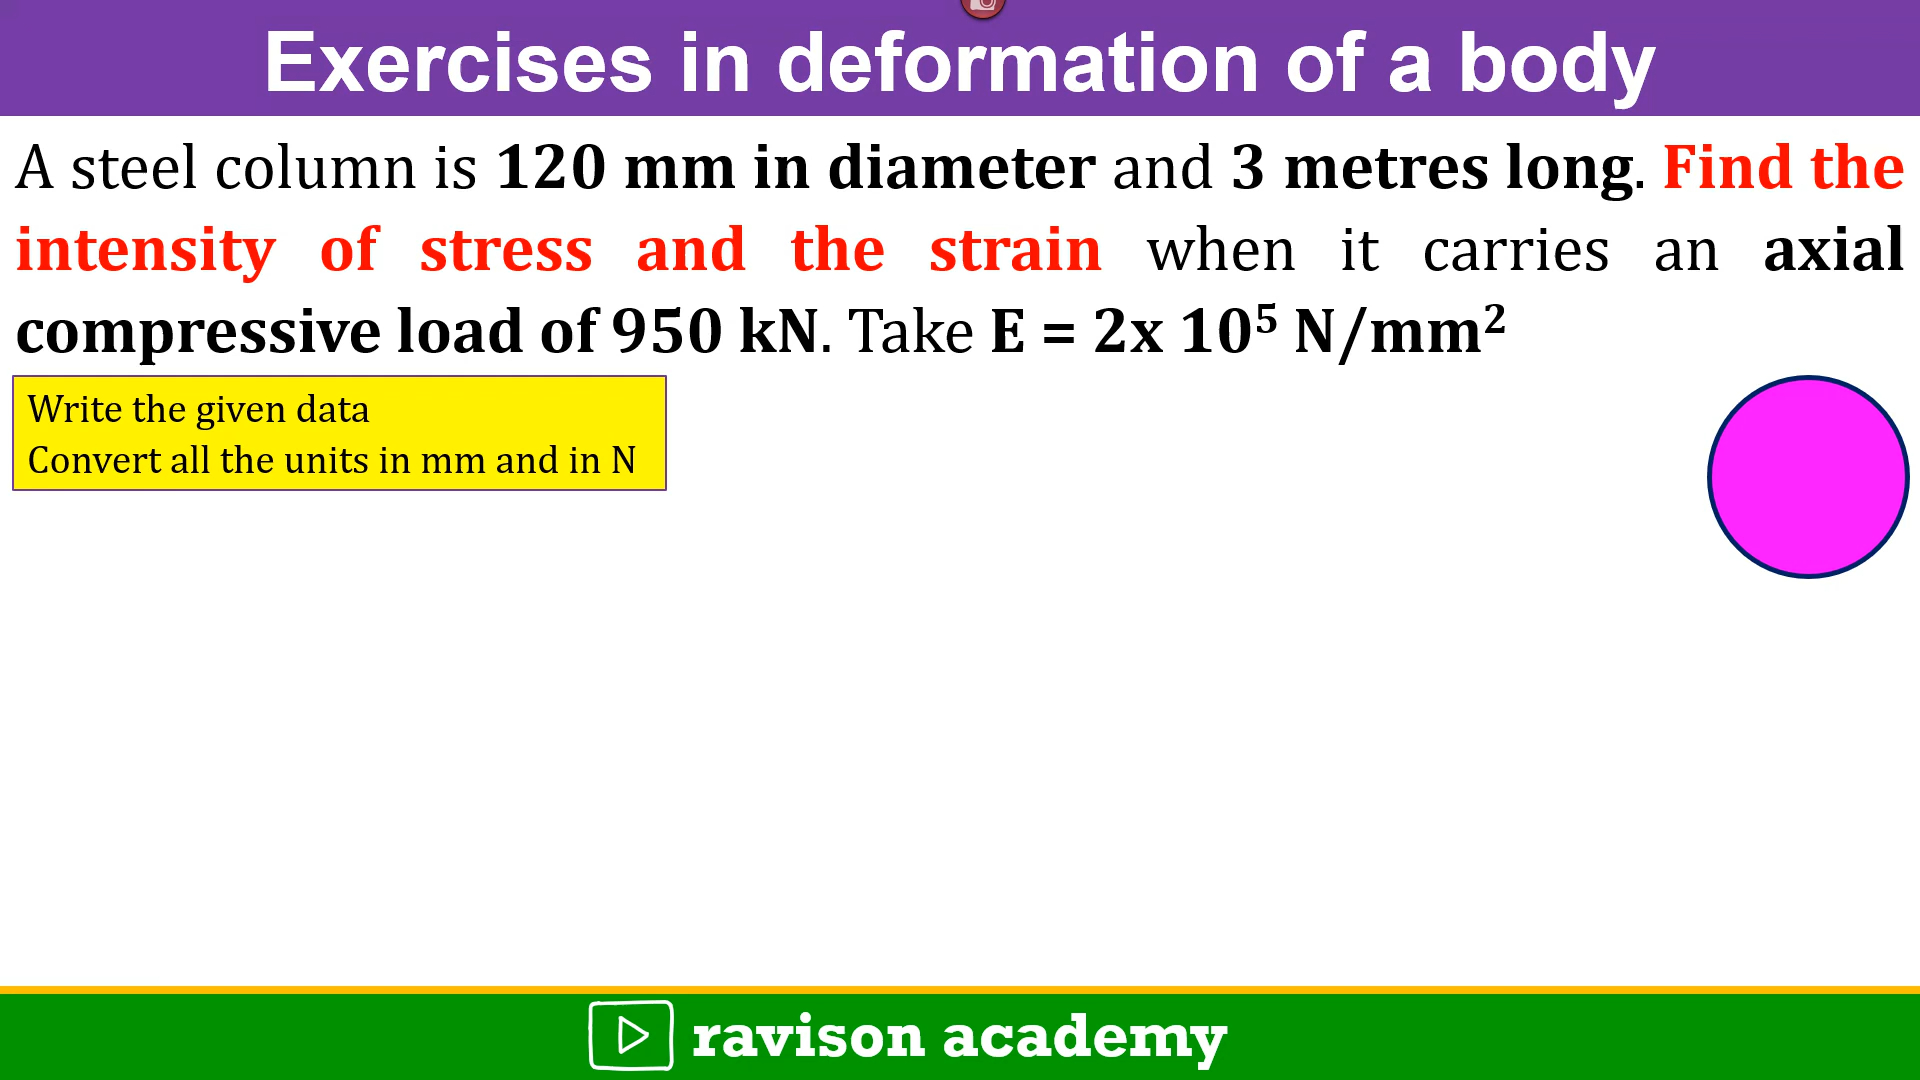 Exercises in deformation of a body
A steel column is 120 mm in diameter and 3 metres long. Find the
intensity of stress and the strain when it carries an axial
compressive load of 950 kN. Take E = 2x 10⁵ N/mm²
Write the given data
Convert all the units in mm and in N
ravison academy